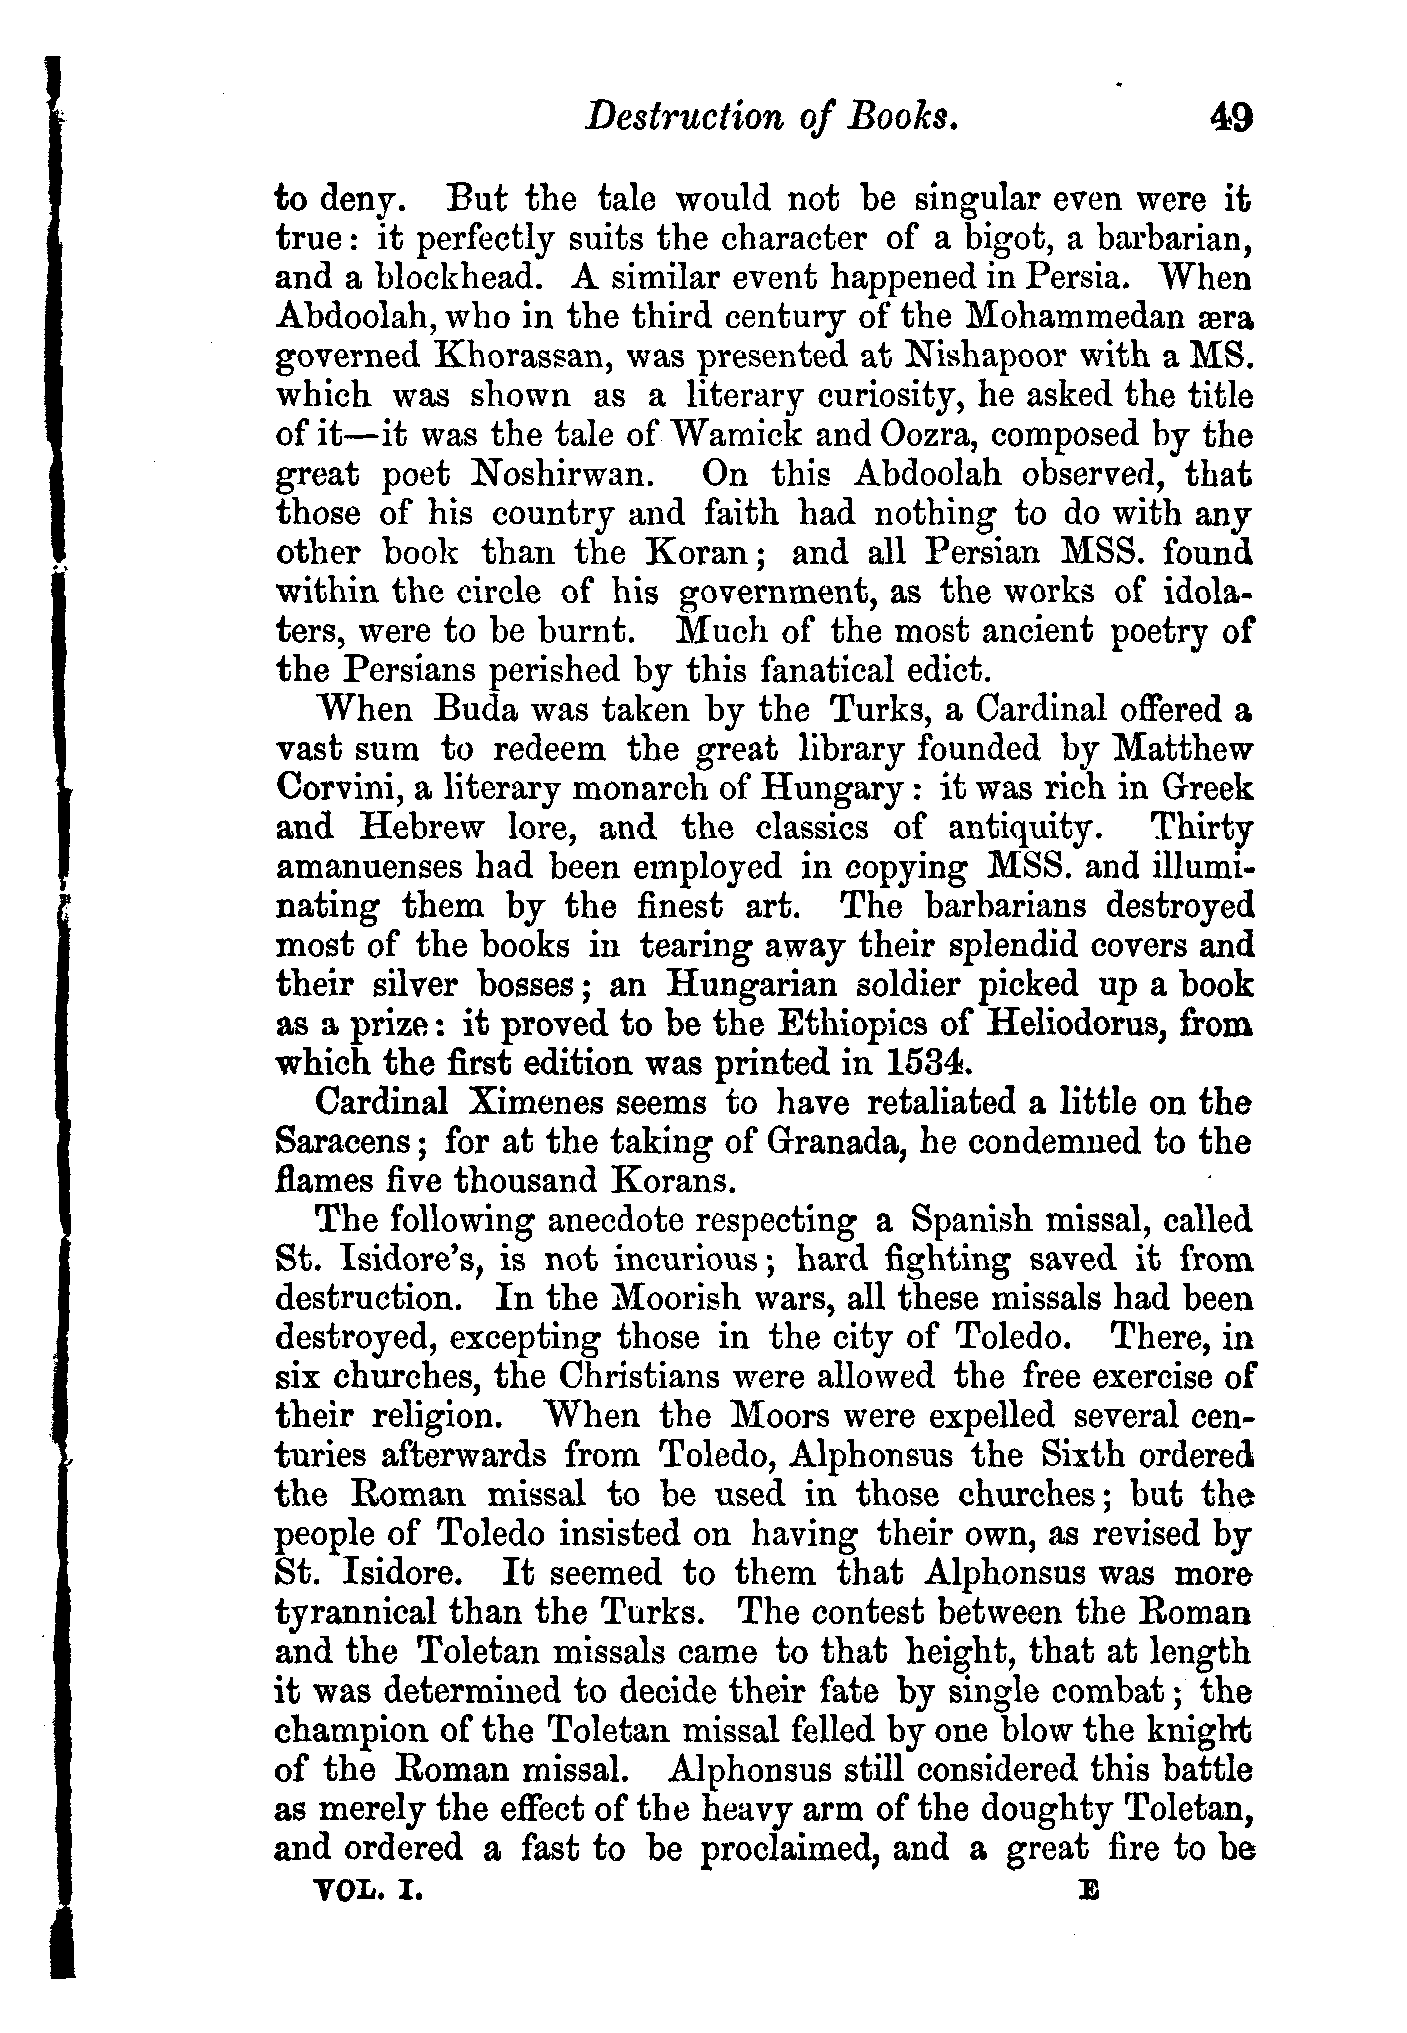 Destruction of Books. 49
to deny. But the tale would not be singular even were it
true: it perfectly suits the character of a bigot, a barbarian,
and a blockhead. A similar event happened in Persia. When
Abdoolah, who in the third century of the Mohammedan æra
governed Khorassan, was presented at Nishapoor with a MS.
which was shown as a literary curiosity, he asked the title
of it—it was the tale of Wamick and Oozra, composed by the
great poet Noshirwan. On this Abdoolah observed, that
those of his country and faith had nothing to do with any
other book than the Koran; and all Persian MSS. found
within the circle of his government, as the works of idola-
ters, were to be burnt. Much of the most ancient poetry of
the Persians perished by this fanatical edict.
When Buda was taken by the Turks, a Cardinal offered a
vast sum to redeem the great library founded by Matthew
Corvini, a literary monarch of Hungary: it was rich in Greek
and Hebrew lore, and the classics of antiquity. Thirty
amanuenses had been employed in copying MSS. and illumi-
nating them by the finest art. The barbarians destroyed
most of the books in tearing away their splendid covers and
their silver bosses; an Hungarian soldier picked up a book
as a prize: it proved to be the Ethiopics of Heliodorus, from
which the first edition was printed in 1534.
Cardinal Ximenes seems to have retaliated a little on the
Saracens; for at the taking of Granada, he condemned to the
flames five thousand Korans.
The following anecdote respecting a Spanish missal, called
St. Isidore's, is not incurious; hard fighting saved it from
destruction. In the Moorish wars, all these missals had been
destroyed, excepting those in the city of Toledo. There, in
six churches, the Christians were allowed the free exercise of
their religion. When the Moors were expelled several cen-
turies afterwards from Toledo, Alphonsus the Sixth ordered
the Roman missal to be used in those churches; but the
people of Toledo insisted on having their own, as revised by
St. Isidore. It seemed to them that Alphonsus was more
tyrannical than the Turks. The contest between the Roman
and the Toletan missals came to that height, that at length
it was determined to decide their fate by single combat; the
champion of the Toletan missal felled by one blow the knight
of the Roman missal. Alphonsus still considered this battle
as merely the effect of the heavy arm of the doughty Toletan,
and ordered a fast to be proclaimed, and a great fire to be
VOL. I. E